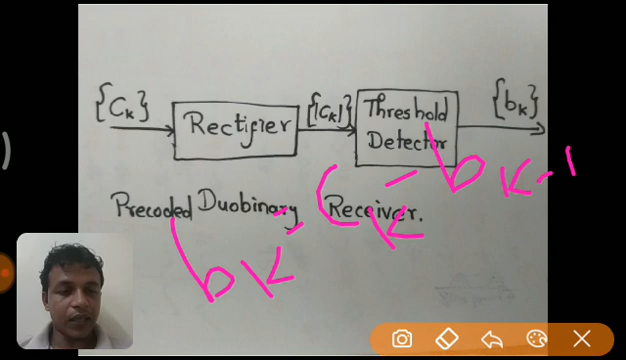 {Cₖ} {|Cₖ|} {bₖ}
Rectifier
Threshold
Detector
Precoded Duobinary Receiver.
bK = CK - bK-1